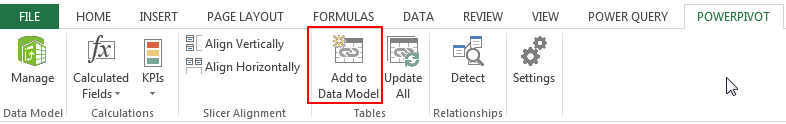 FILE HOME INSERT PAGE LAYOUT FORMULAS DATA REVIEW VIEW POWER QUERY POWERPIVOT
Manage
Calculated
Fields
KPIs
Align Vertically
Align Horizontally
Add to
Data Model
Update
All
Detect
Settings
Data Model Calculations Slicer Alignment Tables Relationships